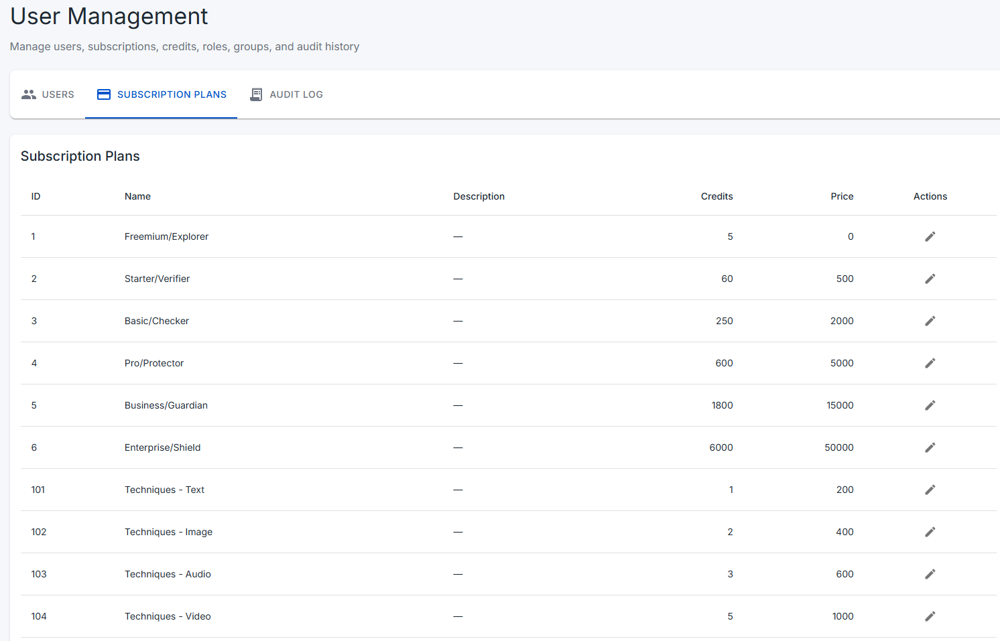 User Management
Manage users, subscriptions, credits, roles, groups, and audit history
USERS SUBSCRIPTION PLANS AUDIT LOG
Subscription Plans
ID Name Description Credits Price Actions
1 Freemium/Explorer — 5 0
2 Starter/Verifier — 60 500
3 Basic/Checker — 250 2000
4 Pro/Protector — 600 5000
5 Business/Guardian — 1800 15000
6 Enterprise/Shield — 6000 50000
101 Techniques - Text — 1 200
102 Techniques - Image — 2 400
103 Techniques - Audio — 3 600
104 Techniques - Video — 5 1000